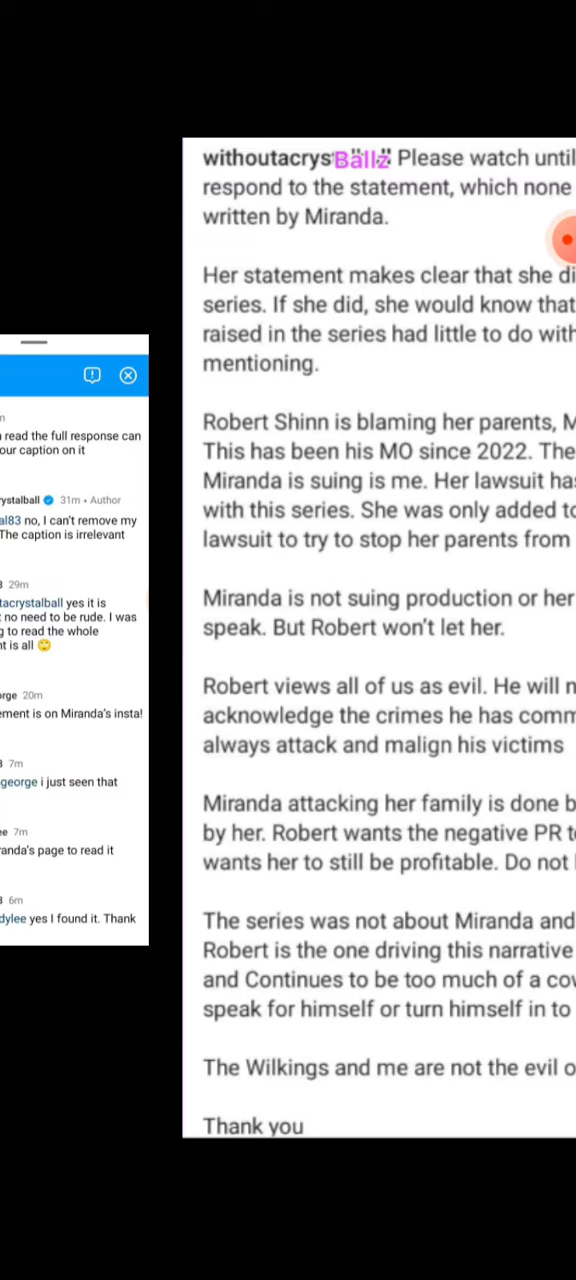 read the full response can
our caption on it
rystalball 31m • Author
al83 no, I can't remove my
The caption is irrelevant
29m
tacrystalball yes it is
no need to be rude. I was
to read the whole
t is all 🙄
rge 20m
ement is on Miranda's insta!
7m
george i just seen that
ee 7m
randa's page to read it
6m
dylee yes I found it. Thank
withoutacrys Ballz Please watch until
respond to the statement, which none
written by Miranda.
Her statement makes clear that she di
series. If she did, she would know that
raised in the series had little to do with
mentioning.
Robert Shinn is blaming her parents, M
This has been his MO since 2022. The
Miranda is suing is me. Her lawsuit has
with this series. She was only added to
lawsuit to try to stop her parents from
Miranda is not suing production or her
speak. But Robert won't let her.
Robert views all of us as evil. He will n
acknowledge the crimes he has comm
always attack and malign his victims
Miranda attacking her family is done b
by her. Robert wants the negative PR to
wants her to still be profitable. Do not
The series was not about Miranda and
Robert is the one driving this narrative
and Continues to be too much of a cow
speak for himself or turn himself in to
The Wilkings and me are not the evil o
Thank you